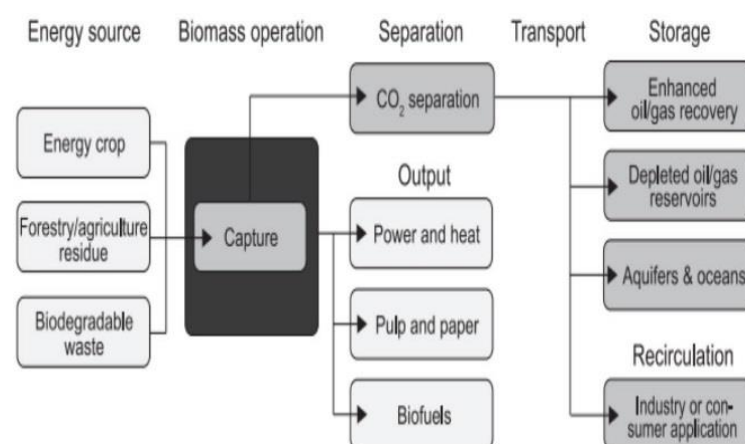 Energy source
Biomass operation
Separation
Transport
Storage
Energy crop
Forestry/agriculture
residue
Biodegradable
waste
Capture
CO₂ separation
Output
Power and heat
Pulp and paper
Biofuels
Enhanced
oil/gas recovery
Depleted oil/gas
reservoirs
Aquifers & oceans
Recirculation
Industry or con-
sumer application